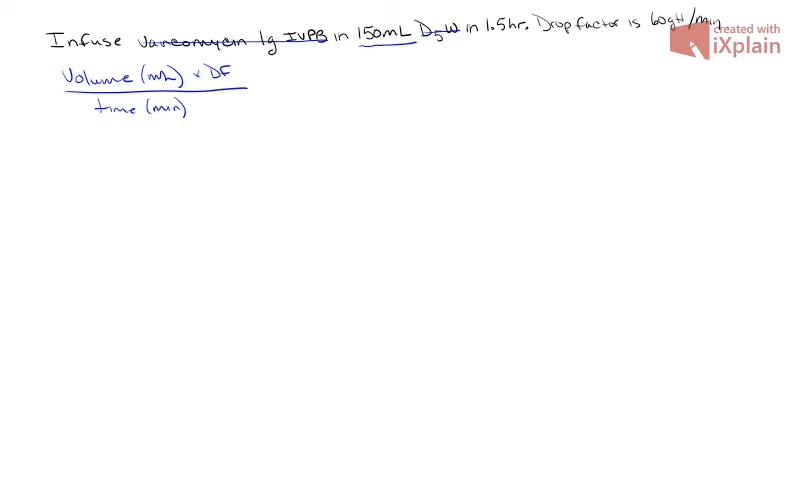 Infuse Vancomycin 1g IVPB in 150mL D5W in 1.5hr. Drop factor is 60gtt/min
created with
iXplain
Volume (mL) x DF
time (min)